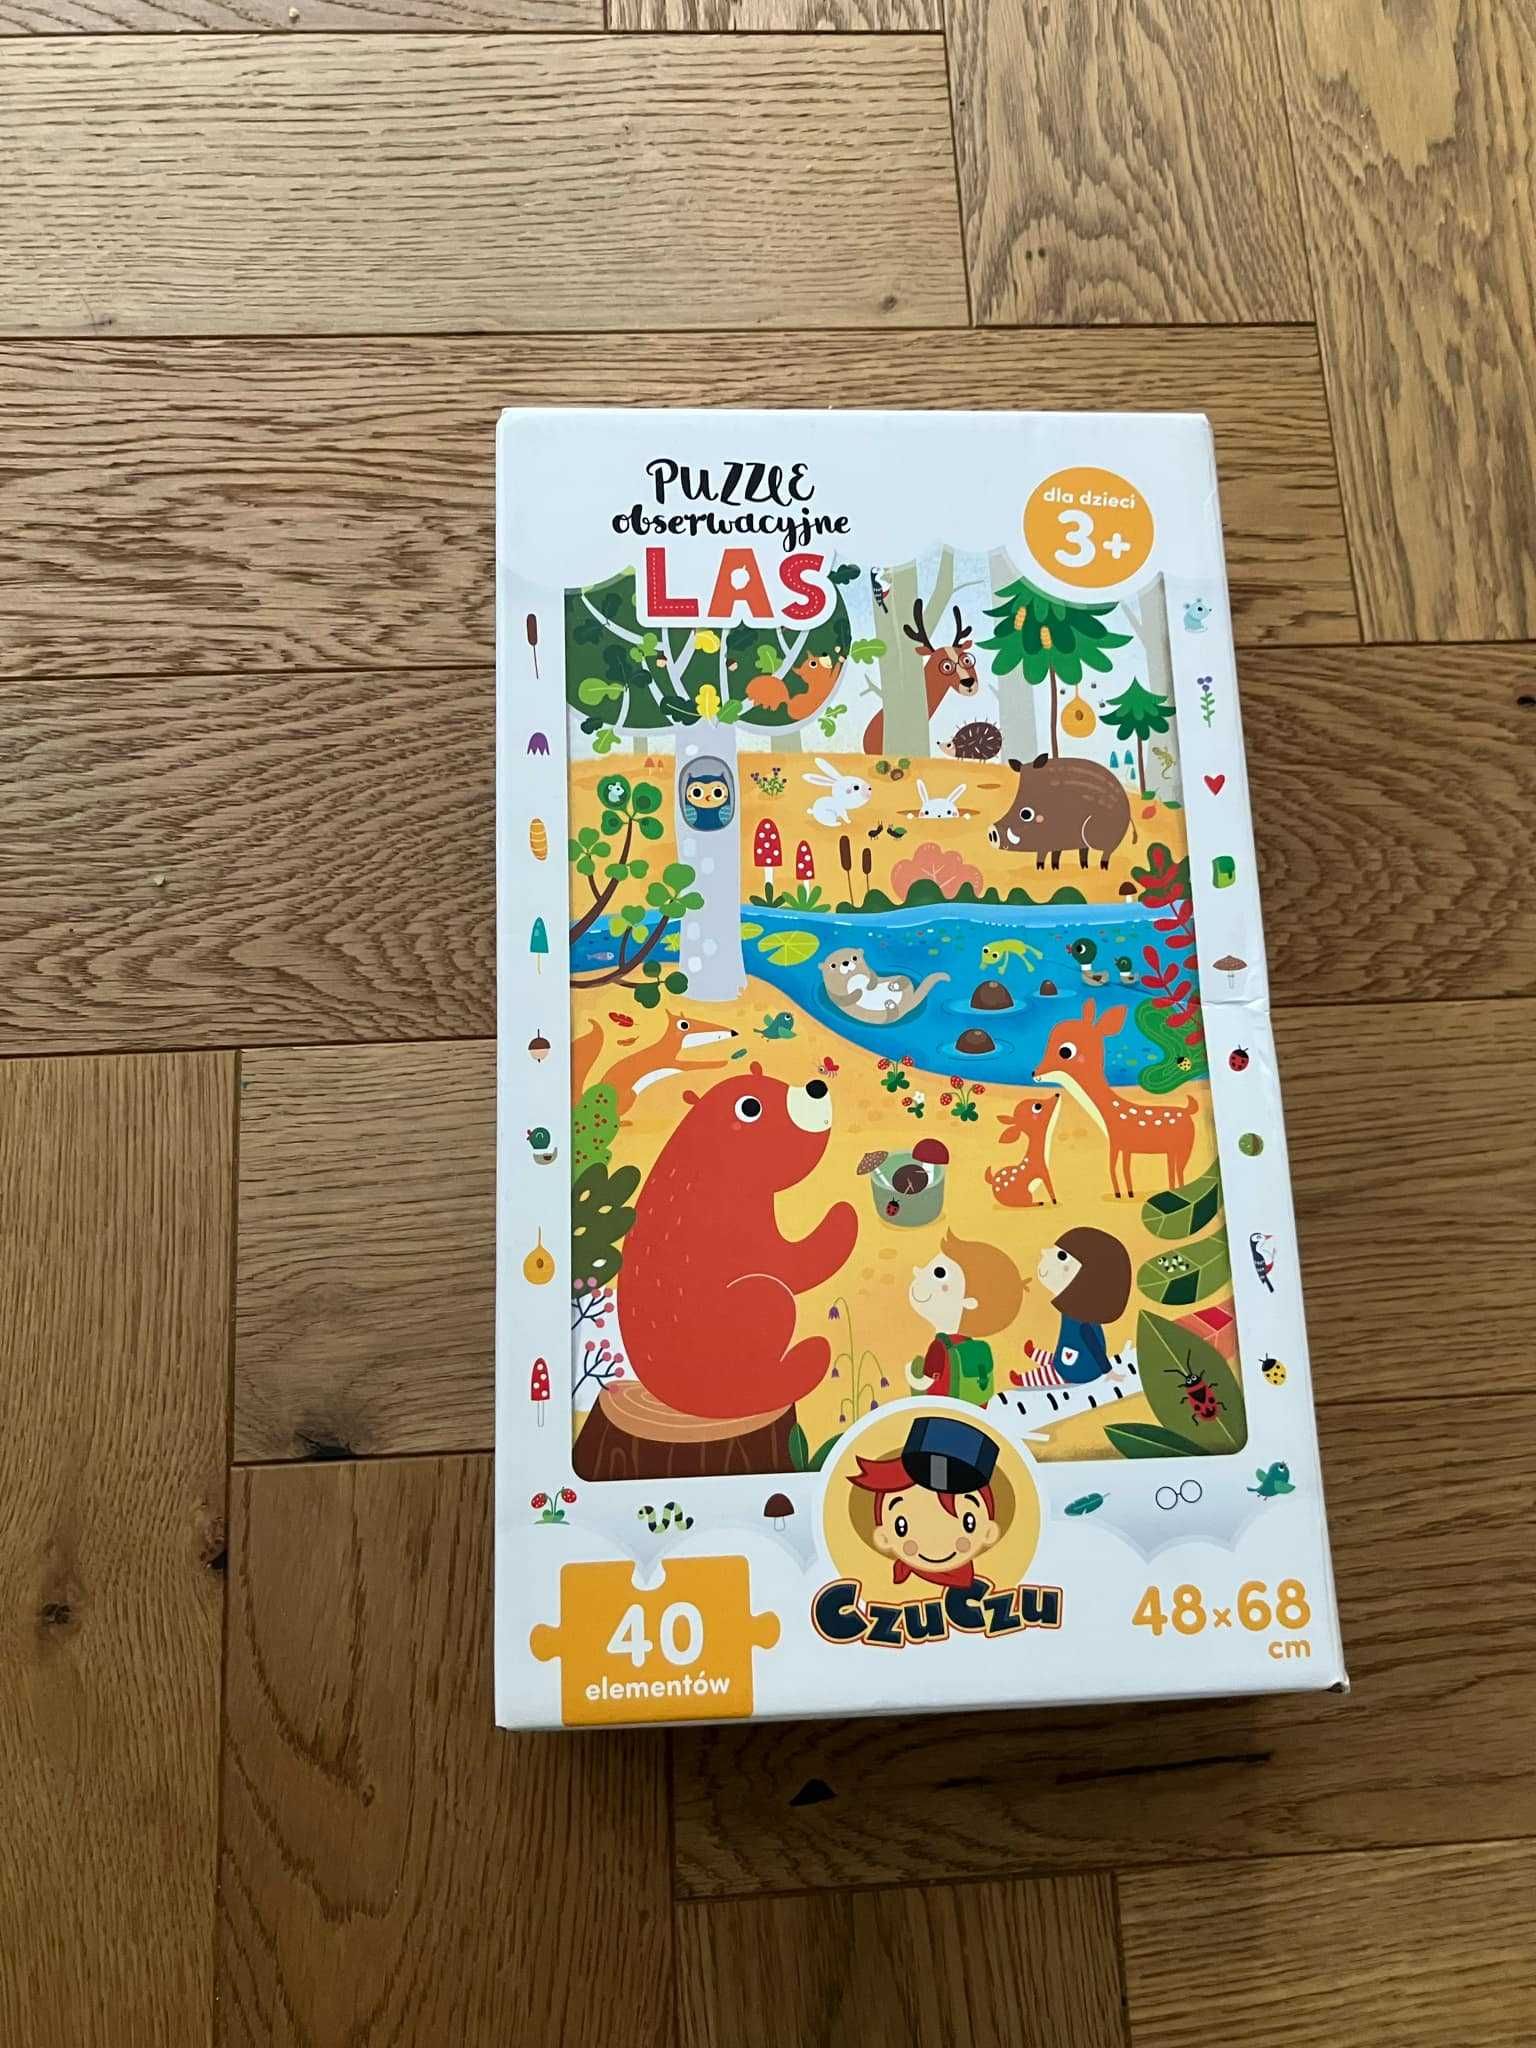 PUZZLE
obserwacyjne
LAS
dla dzieci
3+
40
elementów
CzuCzu
48x68
cm